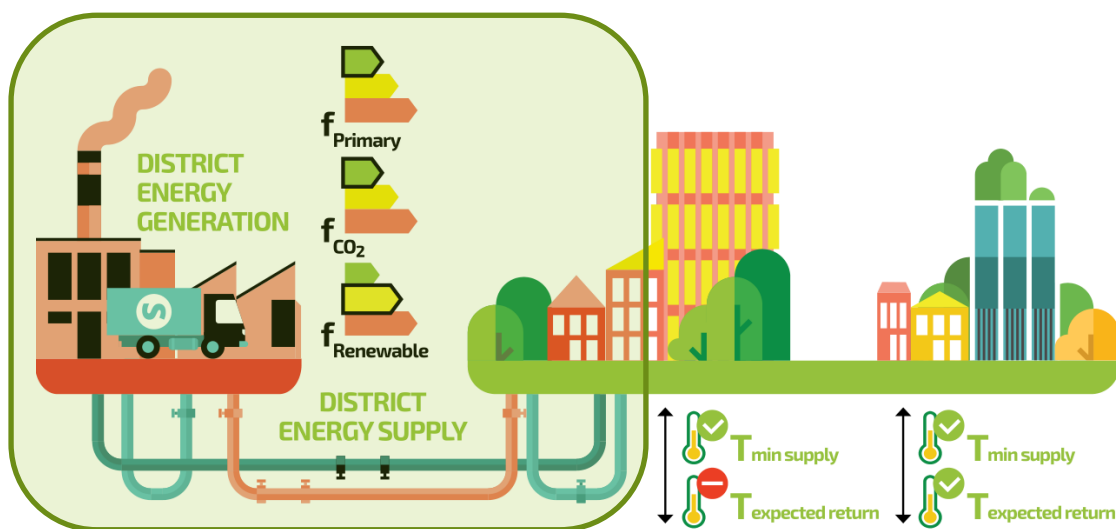 DISTRICT
ENERGY
GENERATION
fPrimary
fCO2
fRenewable
S
DISTRICT
ENERGY SUPPLY
Tmin supply
Texpected return
Tmin supply
Texpected return